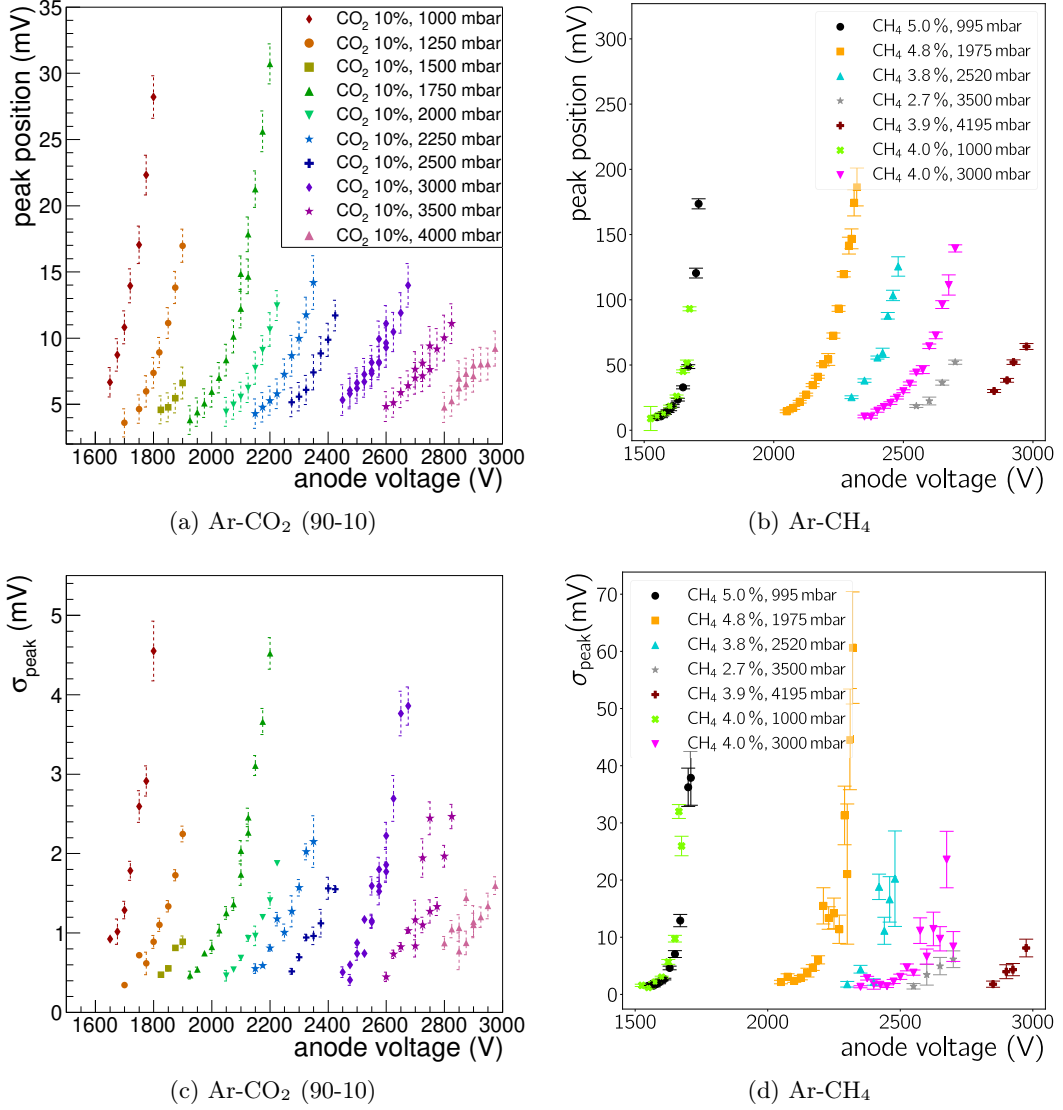 peak position (mV)
35
30
25
20
15
10
5
1600 1800 2000 2200 2400 2600 2800 3000
anode voltage (V)
CO₂ 10%, 1000 mbar
CO₂ 10%, 1250 mbar
CO₂ 10%, 1500 mbar
CO₂ 10%, 1750 mbar
CO₂ 10%, 2000 mbar
CO₂ 10%, 2250 mbar
CO₂ 10%, 2500 mbar
CO₂ 10%, 3000 mbar
CO₂ 10%, 3500 mbar
CO₂ 10%, 4000 mbar
(a) Ar-CO₂ (90-10)
peak position (mV)
300
250
200
150
100
50
0
1500 2000 2500 3000
anode voltage (V)
CH₄ 5.0 %, 995 mbar
CH₄ 4.8 %, 1975 mbar
CH₄ 3.8 %, 2520 mbar
CH₄ 2.7 %, 3500 mbar
CH₄ 3.9 %, 4195 mbar
CH₄ 4.0 %, 1000 mbar
CH₄ 4.0 %, 3000 mbar
(b) Ar-CH₄
σpeak (mV)
5
4
3
2
1
0
1600 1800 2000 2200 2400 2600 2800 3000
anode voltage (V)
(c) Ar-CO₂ (90-10)
σpeak(mV)
70
60
50
40
30
20
10
0
1500 2000 2500 3000
anode voltage (V)
CH₄ 5.0 %, 995 mbar
CH₄ 4.8 %, 1975 mbar
CH₄ 3.8 %, 2520 mbar
CH₄ 2.7 %, 3500 mbar
CH₄ 3.9 %, 4195 mbar
CH₄ 4.0 %, 1000 mbar
CH₄ 4.0 %, 3000 mbar
(d) Ar-CH₄